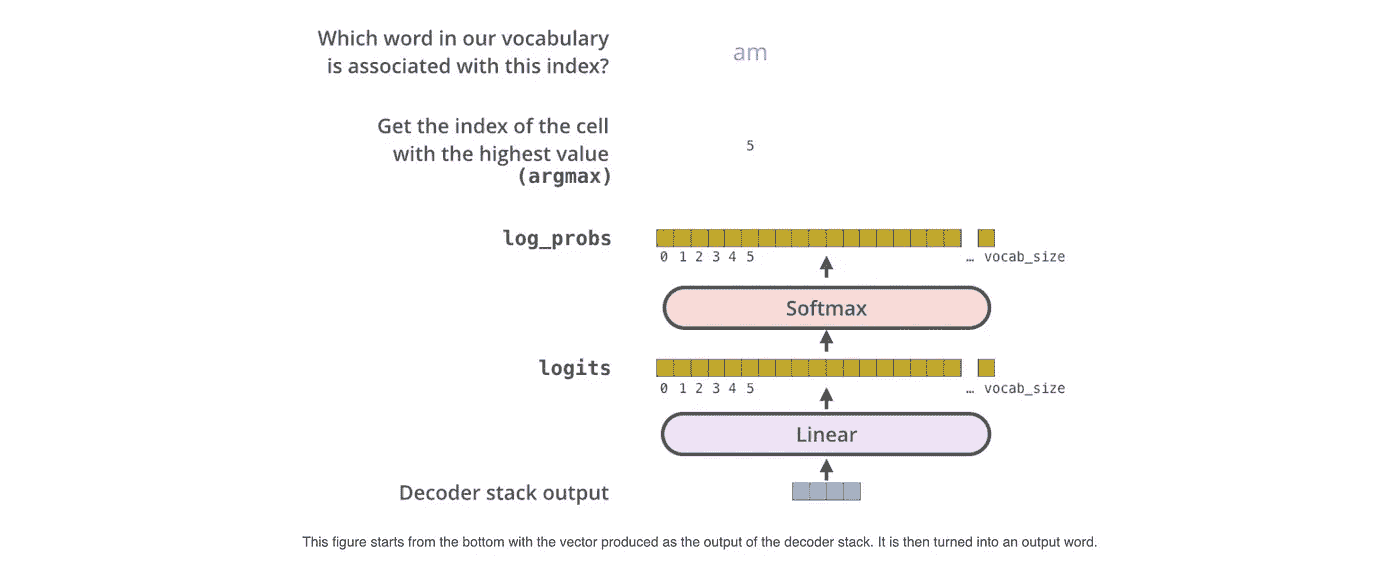 Which word in our vocabulary
is associated with this index?
am
Get the index of the cell
with the highest value
(argmax)
5
log_probs
0 1 2 3 4 5 … vocab_size
Softmax
logits
0 1 2 3 4 5 … vocab_size
Linear
Decoder stack output
This figure starts from the bottom with the vector produced as the output of the decoder stack. It is then turned into an output word.